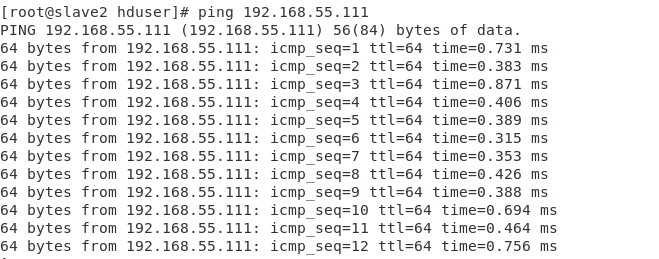 [root@slave2 hduser]# ping 192.168.55.111
PING 192.168.55.111 (192.168.55.111) 56(84) bytes of data.
64 bytes from 192.168.55.111: icmp_seq=1 ttl=64 time=0.731 ms
64 bytes from 192.168.55.111: icmp_seq=2 ttl=64 time=0.383 ms
64 bytes from 192.168.55.111: icmp_seq=3 ttl=64 time=0.871 ms
64 bytes from 192.168.55.111: icmp_seq=4 ttl=64 time=0.406 ms
64 bytes from 192.168.55.111: icmp_seq=5 ttl=64 time=0.389 ms
64 bytes from 192.168.55.111: icmp_seq=6 ttl=64 time=0.315 ms
64 bytes from 192.168.55.111: icmp_seq=7 ttl=64 time=0.353 ms
64 bytes from 192.168.55.111: icmp_seq=8 ttl=64 time=0.426 ms
64 bytes from 192.168.55.111: icmp_seq=9 ttl=64 time=0.388 ms
64 bytes from 192.168.55.111: icmp_seq=10 ttl=64 time=0.694 ms
64 bytes from 192.168.55.111: icmp_seq=11 ttl=64 time=0.464 ms
64 bytes from 192.168.55.111: icmp_seq=12 ttl=64 time=0.756 ms